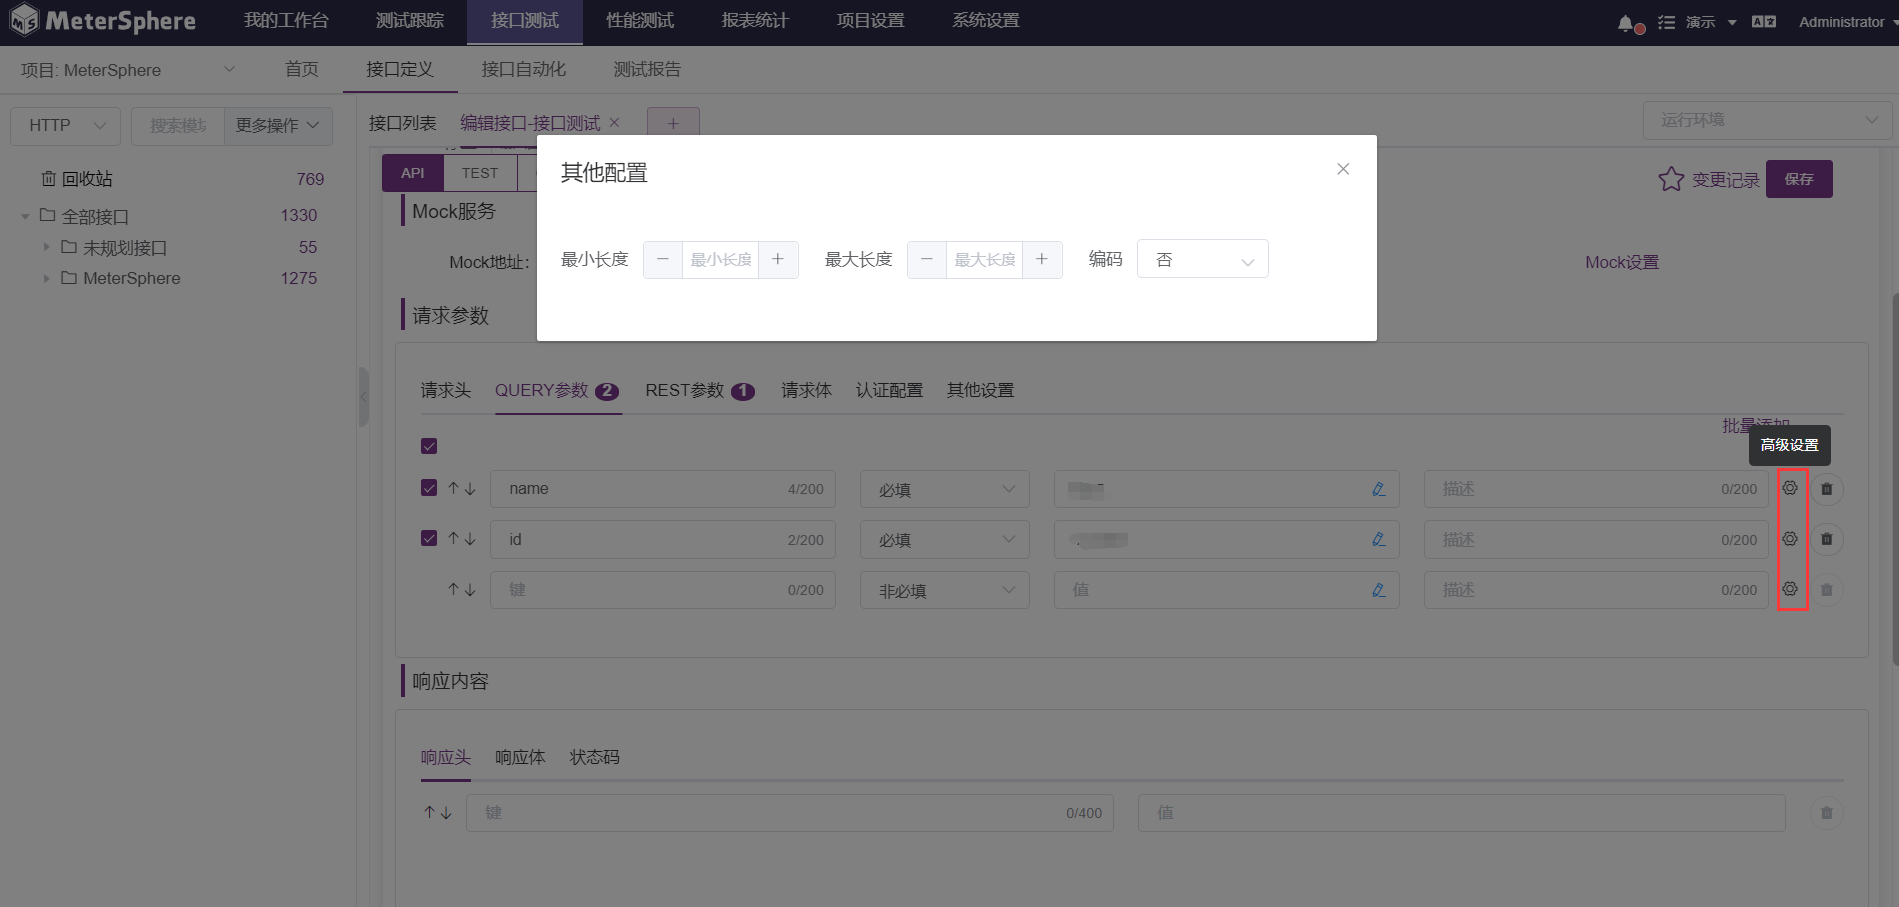 MeterSphere 我的工作台 测试跟踪 接口测试 性能测试 报表统计 项目设置 系统设置 演示 Administrator
项目: MeterSphere 首页 接口定义 接口自动化 测试报告
HTTP 搜索模块 更多操作 接口列表 编辑接口-接口测试 + 运行环境
回收站 769
全部接口 1330
未规划接口 55
MeterSphere 1275
API TEST 变更记录 保存
其他配置
最小长度 − 最小长度 + 最大长度 − 最大长度 + 编码 否
Mock服务
Mock地址: Mock设置
请求参数
请求头 QUERY参数 2 REST参数 1 请求体 认证配置 其他设置
批量添加
高级设置
name 4/200 必填 描述 0/200
id 2/200 必填 描述 0/200
键 0/200 非必填 值 描述 0/200
响应内容
响应头 响应体 状态码
键 0/400 值